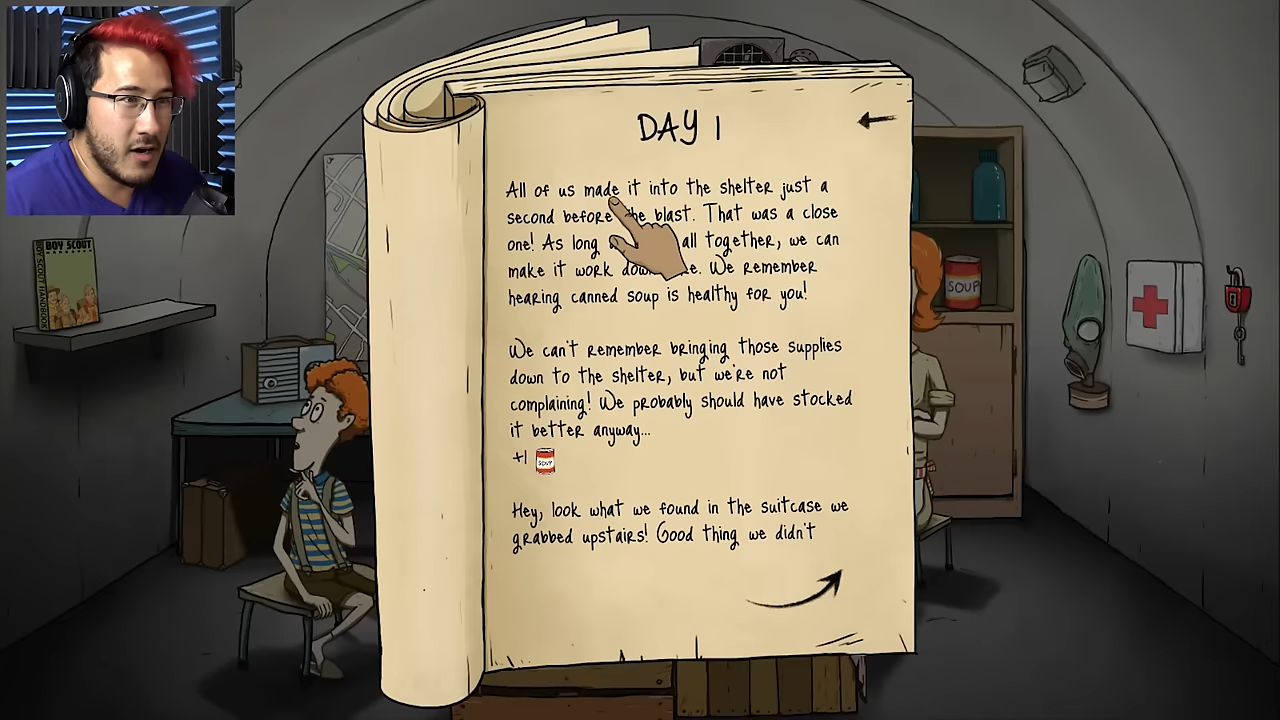 DAY 1
All of us made it into the shelter just a
second before the blast. That was a close
one! As long all together, we can
make it work We remember
hearing canned soup is healthy for you!
We can't remember bringing those supplies
down to the shelter, but we're not
complaining! We probably should have stocked
it better anyway...
+1
SOUP
Hey, look what we found in the suitcase we
grabbed upstairs! Good thing we didn't
BOY SCOUT
BOY SCOUT HANDBOOK
SOUP